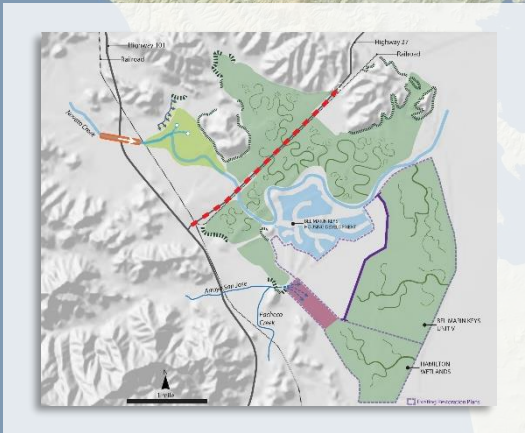 Highway 101
Railroad
Highway 27
Railroad
Novato Creek
BEL MARIN KEYS
HOUSING DEVELOPMENT
Arroyo San Jose
Pacheco
Creek
BEL MARIN KEYS
UNIT V
HAMILTON
WETLANDS
N
1 mile
Existing Restoration Plans